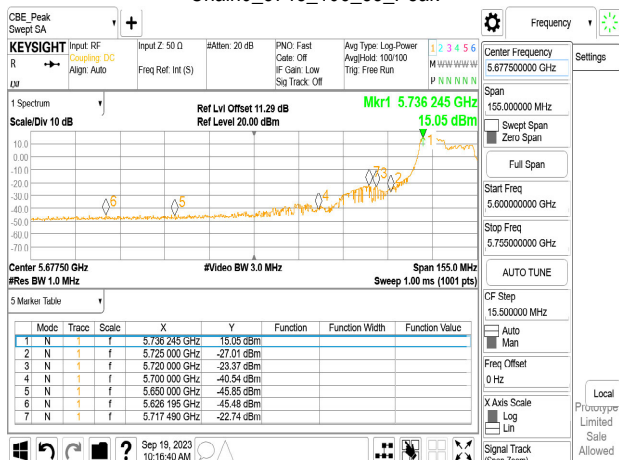 CBE_Peak
Swept SA
Frequency
KEYSIGHT
R
Input: RF
Coupling: DC
Align: Auto
Input Z: 50 Ω
Freq Ref: Int (S)
#Atten: 20 dB
PNO: Fast
Gate: Off
IF Gain: Low
Sig Track: Off
Avg Type: Log-Power
Avg|Hold: 100/100
Trig: Free Run
1 2 3 4 5 6
M W W W W W
P N N N N N
Center Frequency
5.677500000 GHz
Settings
Span
155.000000 MHz
Swept Span
Zero Span
Full Span
Start Freq
5.600000000 GHz
Stop Freq
5.755000000 GHz
AUTO TUNE
CF Step
15.500000 MHz
Auto
Man
Freq Offset
0 Hz
X Axis Scale
Log
Lin
Signal Track
(Span Zoom)
Local
Prototype
Limited
Sale
Allowed
1 Spectrum
Scale/Div 10 dB
Ref Lvl Offset 11.29 dB
Ref Level 20.00 dBm
Mkr1 5.736 245 GHz
15.05 dBm
10.0
0.00
-10.0
-20.0
-30.0
-40.0
-50.0
-60.0
-70.0
6
5
4
7
3
2
1
Center 5.67750 GHz
#Video BW 3.0 MHz
Span 155.0 MHz
#Res BW 1.0 MHz
Sweep 1.00 ms (1001 pts)
5 Marker Table
Mode Trace Scale X Y Function Function Width Function Value
1 N 1 f 5.736 245 GHz 15.05 dBm
2 N 1 f 5.725 000 GHz -27.01 dBm
3 N 1 f 5.720 000 GHz -23.37 dBm
4 N 1 f 5.700 000 GHz -40.54 dBm
5 N 1 f 5.650 000 GHz -45.65 dBm
6 N 1 f 5.626 195 GHz -45.48 dBm
7 N 1 f 5.717 490 GHz -22.74 dBm
?
Sep 19, 2023
10:16:40 AM